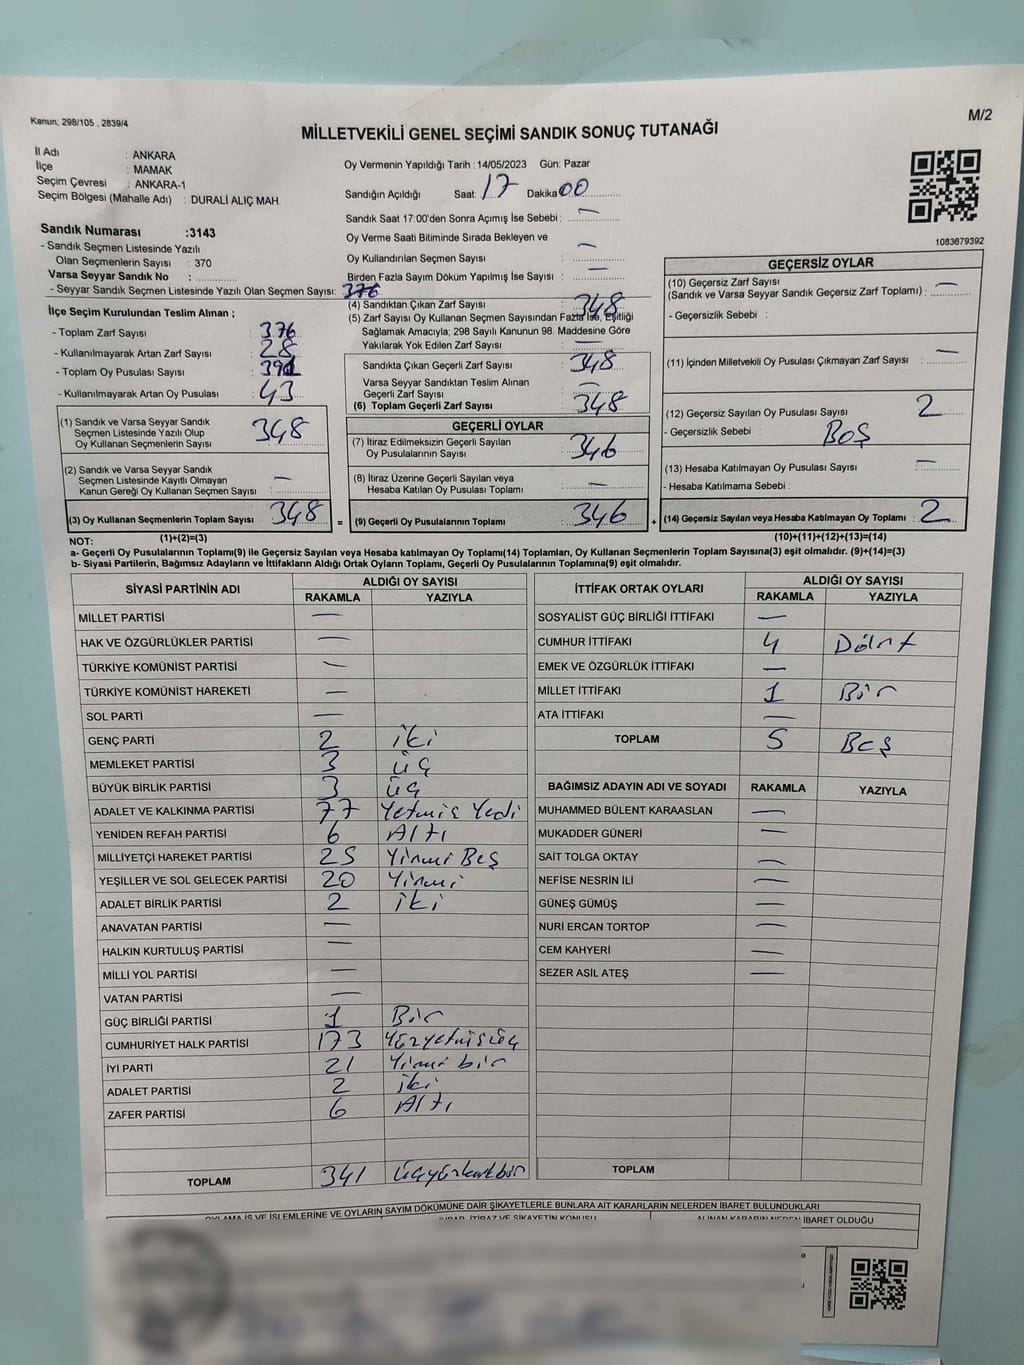 Kanun; 298/105 , 2839/4
M/2
MİLLETVEKİLİ GENEL SEÇİMİ SANDIK SONUÇ TUTANAĞI
İl Adı : ANKARA
İlçe : MAMAK
Seçim Çevresi : ANKARA-1
Seçim Bölgesi (Mahalle Adı) : DURALİ ALIÇ MAH.
Sandık Numarası :3143
- Sandık Seçmen Listesinde Yazılı
Olan Seçmenlerin Sayısı : 370
Varsa Seyyar Sandık No :
- Seyyar Sandık Seçmen Listesinde Yazılı Olan Seçmen Sayısı:
İlçe Seçim Kurulundan Teslim Alınan ;
- Toplam Zarf Sayısı : 376
- Kullanılmayarak Artan Zarf Sayısı : 28
- Toplam Oy Pusulası Sayısı : 391
- Kullanılmayarak Artan Oy Pusulası : 43
(1) Sandık ve Varsa Seyyar Sandık
Seçmen Listesinde Yazılı Olup
Oy Kullanan Seçmenlerin Sayısı : 348
(2) Sandık ve Varsa Seyyar Sandık
Seçmen Listesinde Kayıtlı Olmayan
Kanun Gereği Oy Kullanan Seçmen Sayısı : —
(3) Oy Kullanan Seçmenlerin Toplam Sayısı : 348
(1)+(2)=(3)
Oy Vermenin Yapıldığı Tarih : 14/05/2023 Gün: Pazar
Sandığın Açıldığı Saat: 17 Dakika: 00
Sandık Saat 17:00'den Sonra Açımış İse Sebebi : —
Oy Verme Saati Bitiminde Sırada Bekleyen ve
Oy Kullandırılan Seçmen Sayısı : —
Birden Fazla Sayım Döküm Yapılmış İse Sayısı : —
(4) Sandıktan Çıkan Zarf Sayısı : 348
(5) Zarf Sayısı Oy Kullanan Seçmen Sayısından Fazla İse, Eşitliği
Sağlamak Amacıyla; 298 Sayılı Kanunun 98. Maddesine Göre
Yakılarak Yok Edilen Zarf Sayısı : —
Sandıkta Çıkan Geçerli Zarf Sayısı : 348
Varsa Seyyar Sandıktan Teslim Alınan
Geçerli Zarf Sayısı : —
(6) Toplam Geçerli Zarf Sayısı : 348
GEÇERLİ OYLAR
(7) İtiraz Edilmeksizin Geçerli Sayılan
Oy Pusulalarının Sayısı : 346
(8) İtiraz Üzerine Geçerli Sayılan veya
Hesaba Katılan Oy Pusulası Toplamı : —
= (9) Geçerli Oy Pusulalarının Toplamı : 346
1083679392
GEÇERSİZ OYLAR
(10) Geçersiz Zarf Sayısı
(Sandık ve Varsa Seyyar Sandık Geçersiz Zarf Toplamı) : —
- Geçersizlik Sebebi :
(11) İçinden Milletvekili Oy Pusulası Çıkmayan Zarf Sayısı : —
(12) Geçersiz Sayılan Oy Pusulası Sayısı : 2
- Geçersizlik Sebebi : BOŞ
(13) Hesaba Katılmayan Oy Pusulası Sayısı : —
- Hesaba Katılmama Sebebi :
+ (14) Geçersiz Sayılan veya Hesaba Katılmayan Oy Toplamı : 2
(10)+(11)+(12)+(13)=(14)
NOT:
a- Geçerli Oy Pusulalarının Toplamı(9) ile Geçersiz Sayılan veya Hesaba katılmayan Oy Toplamı(14) Toplamları, Oy Kullanan Seçmenlerin Toplam Sayısına(3) eşit olmalıdır. (9)+(14)=(3)
b- Siyasi Partilerin, Bağımsız Adayların ve İttifakların Aldığı Ortak Oyların Toplamı, Geçerli Oy Pusulalarının Toplamına(9) eşit olmalıdır.
SİYASİ PARTİNİN ADI ALDIĞI OY SAYISI
RAKAMLA YAZIYLA
MİLLET PARTİSİ —
HAK VE ÖZGÜRLÜKLER PARTİSİ —
TÜRKİYE KOMÜNİST PARTİSİ —
TÜRKİYE KOMÜNİST HAREKETİ —
SOL PARTİ —
GENÇ PARTİ 2 iki
MEMLEKET PARTİSİ 3 üç
BÜYÜK BİRLİK PARTİSİ 3 üç
ADALET VE KALKINMA PARTİSİ 77 Yetmiş Yedi
YENİDEN REFAH PARTİSİ 6 Altı
MİLLİYETÇİ HAREKET PARTİSİ 25 Yirmi Beş
YEŞİLLER VE SOL GELECEK PARTİSİ 20 Yirmi
ADALET BİRLİK PARTİSİ 2 iki
ANAVATAN PARTİSİ —
HALKIN KURTULUŞ PARTİSİ —
MİLLİ YOL PARTİSİ —
VATAN PARTİSİ —
GÜÇ BİRLİĞİ PARTİSİ 1 Bir
CUMHURİYET HALK PARTİSİ 173 Yüzyetmişüç
İYİ PARTİ 21 Yirmi bir
ADALET PARTİSİ 2 iki
ZAFER PARTİSİ 6 Altı
TOPLAM 341 üçyüzkırkbir
İTTİFAK ORTAK OYLARI ALDIĞI OY SAYISI
RAKAMLA YAZIYLA
SOSYALİST GÜÇ BİRLİĞİ İTTİFAKI —
CUMHUR İTTİFAKI 4 Dört
EMEK VE ÖZGÜRLÜK İTTİFAKI —
MİLLET İTTİFAKI 1 Bir
ATA İTTİFAKI —
TOPLAM 5 Beş
BAĞIMSIZ ADAYIN ADI VE SOYADI RAKAMLA YAZIYLA
MUHAMMED BÜLENT KARAASLAN —
MUKADDER GÜNERİ —
SAİT TOLGA OKTAY —
NEFİSE NESRİN İLİ —
GÜNEŞ GÜMÜŞ —
NURİ ERCAN TORTOP —
CEM KAHYERİ —
SEZER ASİL ATEŞ —
TOPLAM
OYLAMA İŞ VE İŞLEMLERİNE VE OYLARIN SAYIM DÖKÜMÜNE DAİR ŞİKAYETLERLE BUNLARA AİT KARARLARIN NELERDEN İBARET BULUNDUKLARI
İTİRAZ VE ŞİKAYETİN KONUSU ALINAN KARARIN NEDEN İBARET OLDUĞU